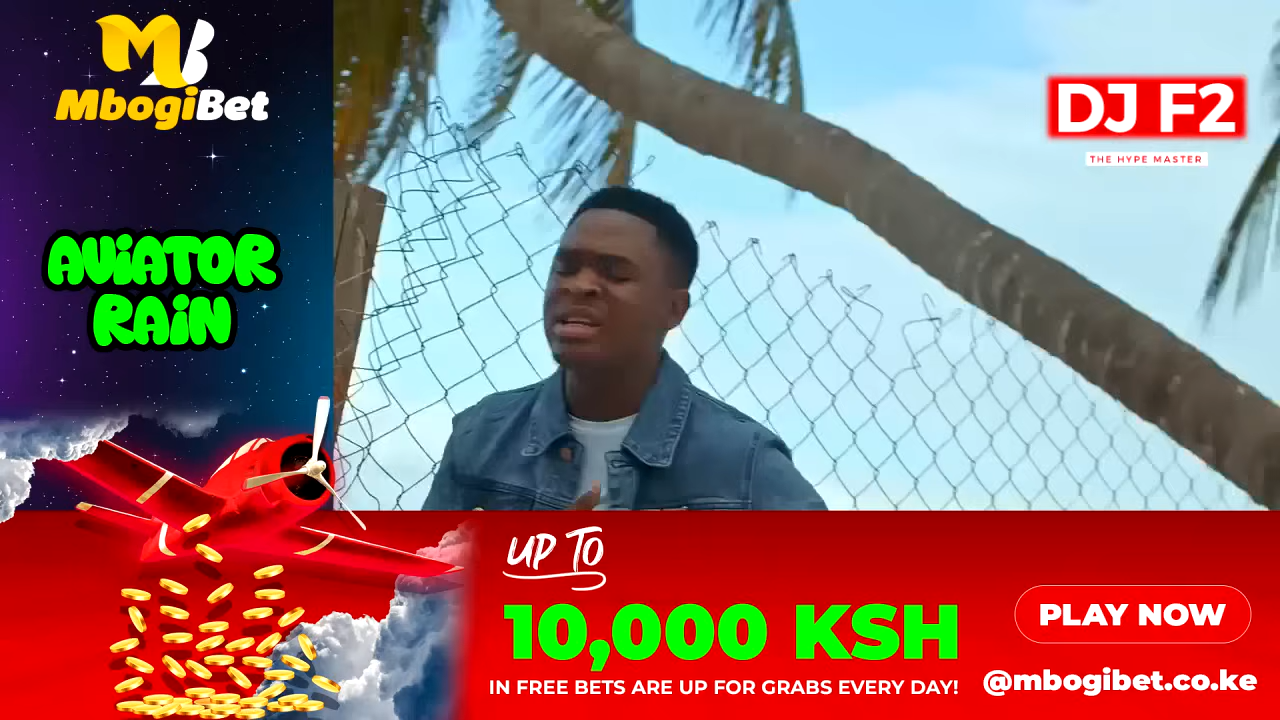 MB
MbogiBet
AViATOR
RAiN
DJ F2
THE HYPE MASTER
UP TO
10,000 KSH
IN FREE BETS ARE UP FOR GRABS EVERY DAY!
PLAY NOW
@mbogibet.co.ke